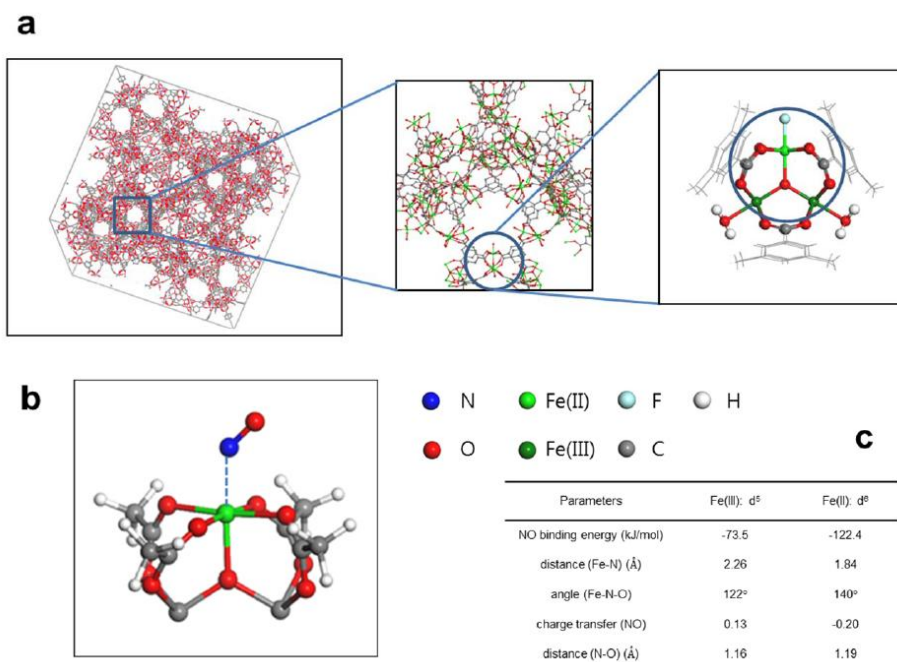 a
b
N Fe(II) F H
O Fe(III) C
c
Parameters Fe(III): d⁵ Fe(II): d⁶
NO binding energy (kJ/mol) -73.5 -122.4
distance (Fe-N) (Å) 2.26 1.84
angle (Fe-N-O) 122° 140°
charge transfer (NO) 0.13 -0.20
distance (N-O) (Å) 1.16 1.19